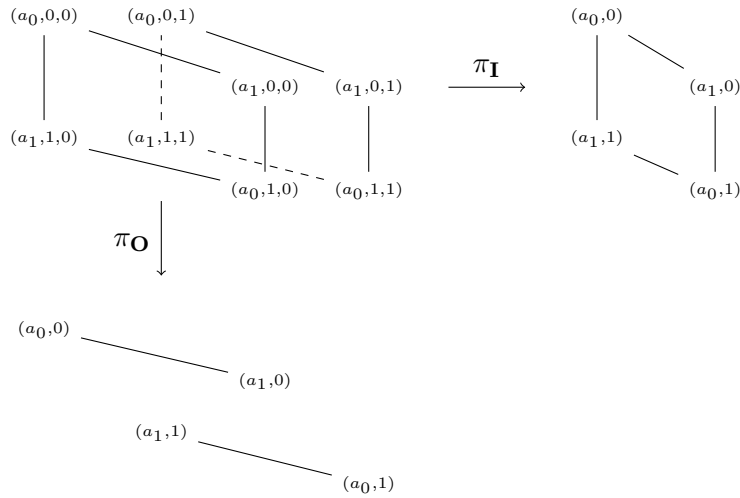 (a₀,0,0) (a₀,0,1) (a₀,0)
(a₁,0,0) (a₁,0,1) π_I (a₁,0)
(a₁,1,0) (a₁,1,1) (a₁,1)
(a₀,1,0) (a₀,1,1) (a₀,1)
π_O
(a₀,0)
(a₁,0)
(a₁,1)
(a₀,1)